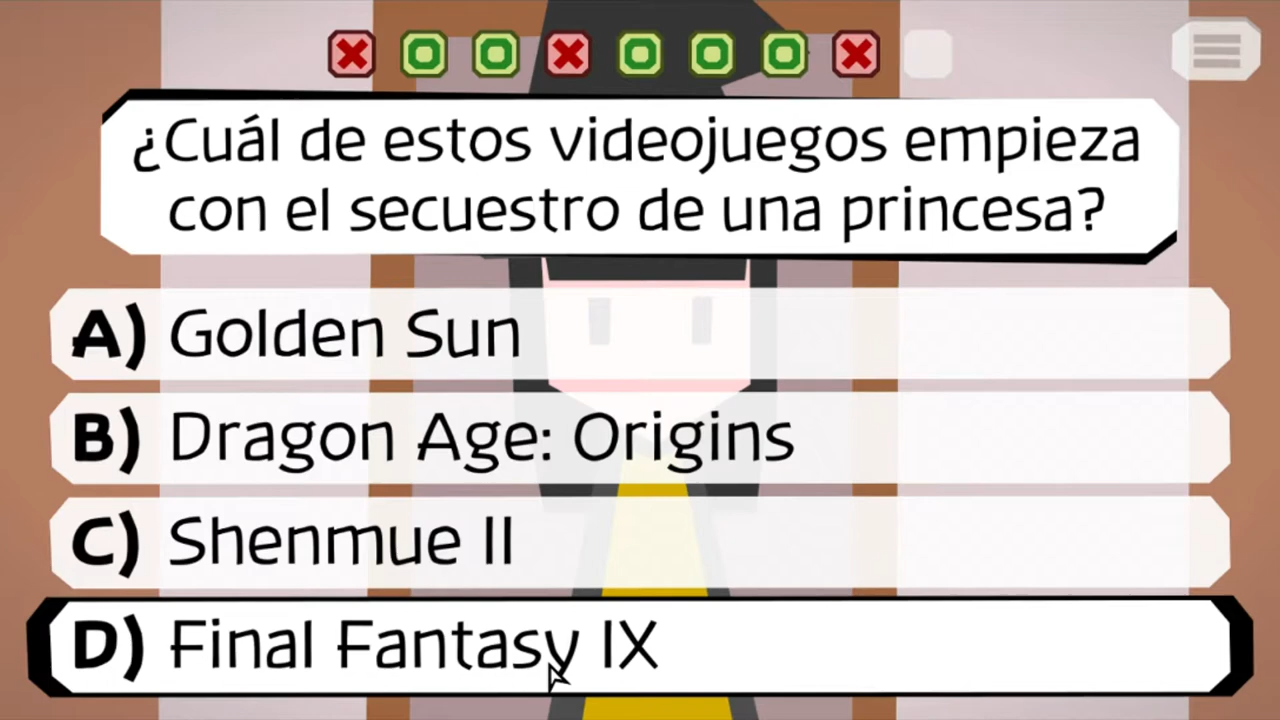 ¿Cuál de estos videojuegos empieza
con el secuestro de una princesa?
A) Golden Sun
B) Dragon Age: Origins
C) Shenmue II
D) Final Fantasy IX